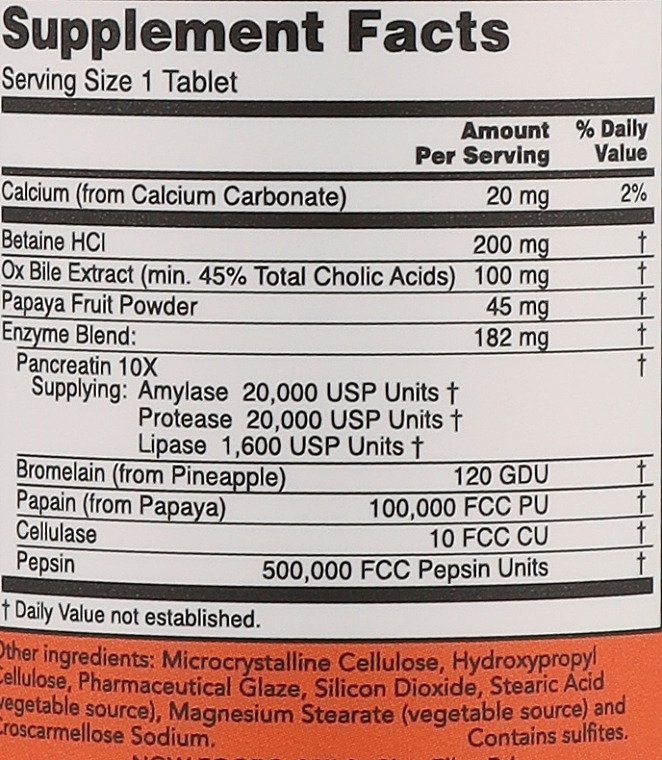 Supplement Facts
Serving Size 1 Tablet
Amount Per Serving % Daily Value
Calcium (from Calcium Carbonate) 20 mg 2%
Betaine HCl 200 mg †
Ox Bile Extract (min. 45% Total Cholic Acids) 100 mg †
Papaya Fruit Powder 45 mg †
Enzyme Blend: 182 mg †
Pancreatin 10X †
Supplying: Amylase 20,000 USP Units †
Protease 20,000 USP Units †
Lipase 1,600 USP Units †
Bromelain (from Pineapple) 120 GDU †
Papain (from Papaya) 100,000 FCC PU †
Cellulase 10 FCC CU †
Pepsin 500,000 FCC Pepsin Units †
† Daily Value not established.
Other ingredients: Microcrystalline Cellulose, Hydroxypropyl
Cellulose, Pharmaceutical Glaze, Silicon Dioxide, Stearic Acid
(vegetable source), Magnesium Stearate (vegetable source) and
Croscarmellose Sodium. Contains sulfites.